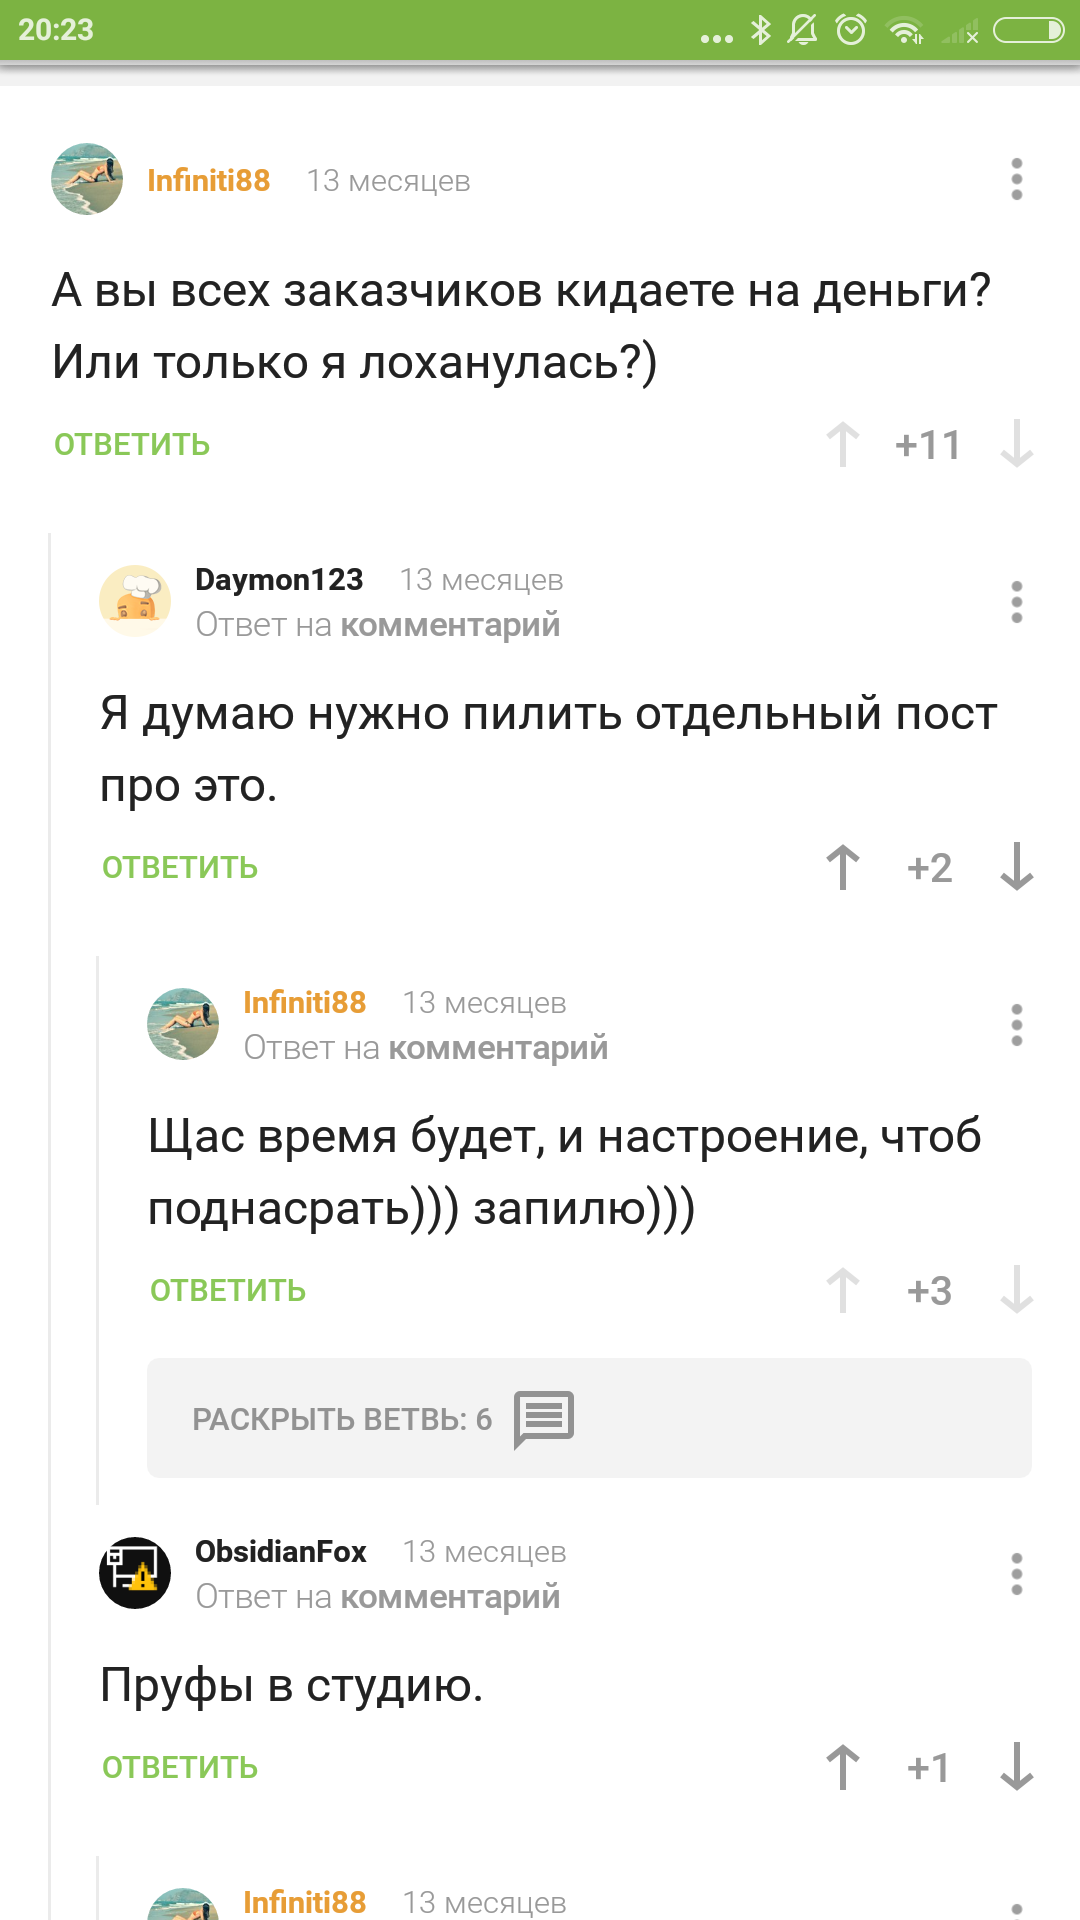 20:23
Infiniti88 13 месяцев
А вы всех заказчиков кидаете на деньги?
Или только я лоханулась?)
ОТВЕТИТЬ +11
Daymon123 13 месяцев
Ответ на комментарий
Я думаю нужно пилить отдельный пост
про это.
ОТВЕТИТЬ +2
Infiniti88 13 месяцев
Ответ на комментарий
Щас время будет, и настроение, чтоб
поднасрать))) запилю)))
ОТВЕТИТЬ +3
РАСКРЫТЬ ВЕТВЬ: 6
ObsidianFox 13 месяцев
Ответ на комментарий
Пруфы в студию.
ОТВЕТИТЬ +1
Infiniti88 13 месяцев